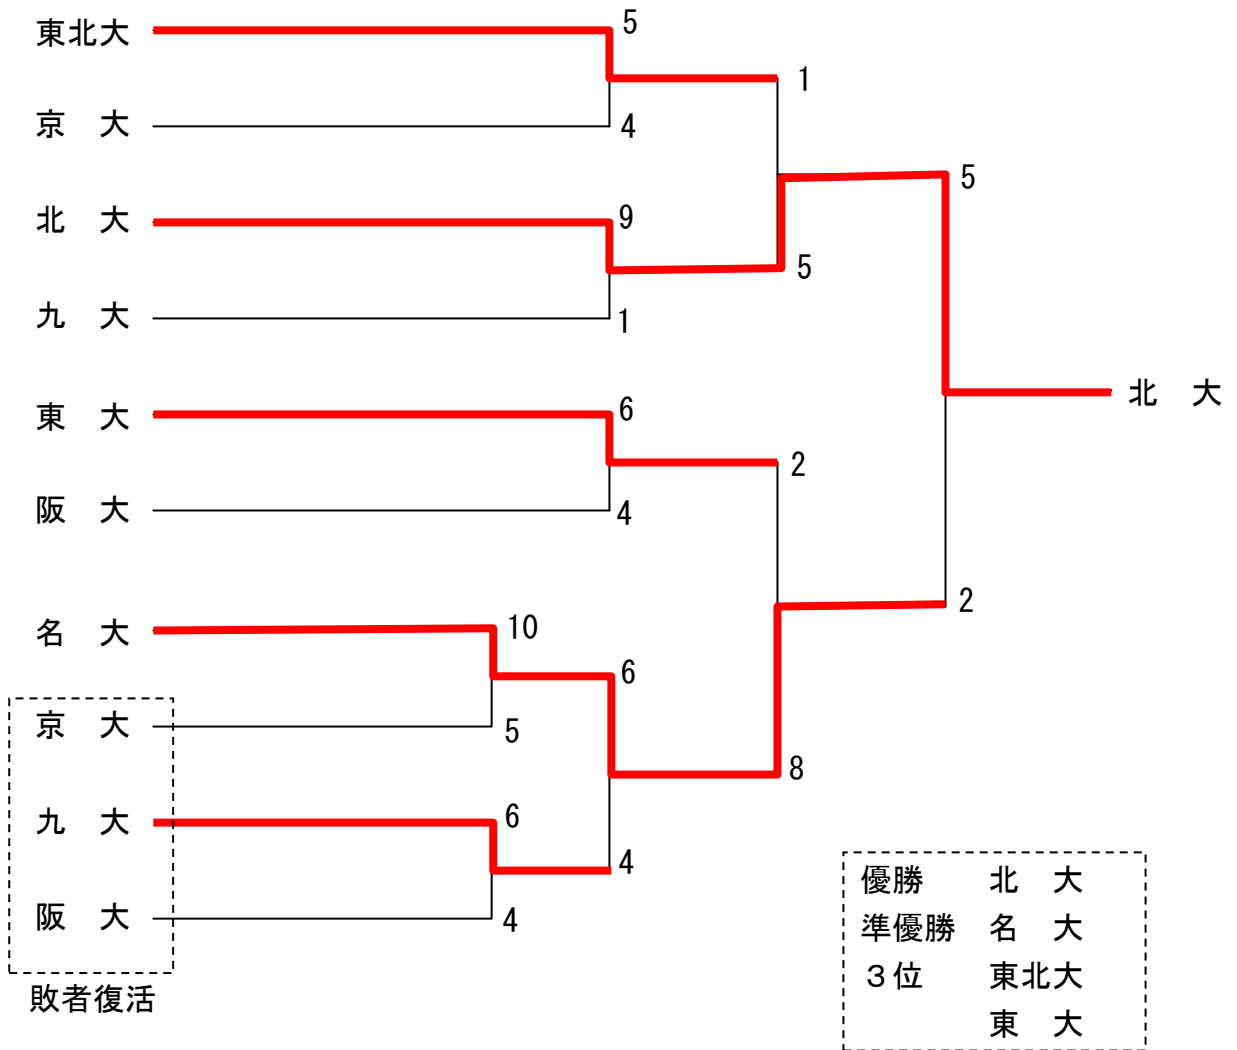 東北大 5
1
京　大 4
5
北　大 9
5
九　大 1
北　大
東　大 6
2
阪　大 4
2
名　大 10
6
京　大 5
8
九　大 6
4
阪　大 4
敗者復活
優勝　北　大
準優勝　名　大
３位　東北大
東　大